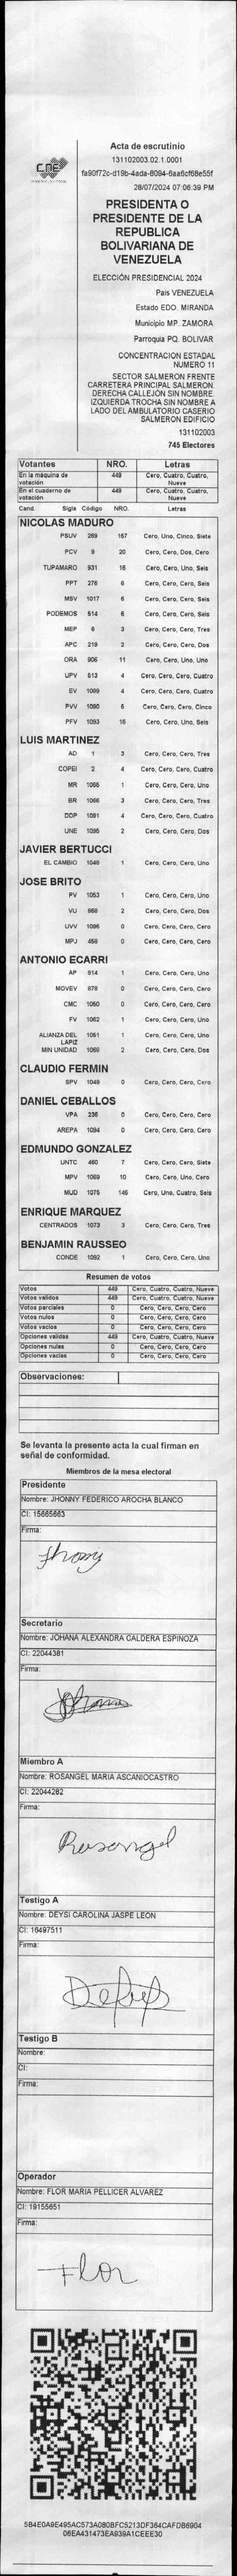 CNE
Acta de escrutinio
131102003.02.1.0001
fa90f72c-d19b-4ada-8094-6aa6cf68e55f
28/07/2024 07:06:39 PM
PRESIDENTA O
PRESIDENTE DE LA
REPUBLICA
BOLIVARIANA DE
VENEZUELA
ELECCIÓN PRESIDENCIAL 2024
Pais VENEZUELA
Estado EDO. MIRANDA
Municipio MP. ZAMORA
Parroquia PQ. BOLIVAR
CONCENTRACION ESTADAL
NUMERO 11
SECTOR SALMERON FRENTE
CARRETERA PRINCIPAL SALMERON.
DERECHA CALLEJÓN SIN NOMBRE.
IZQUIERDA TROCHA SIN NOMBRE A
LADO DEL AMBULATORIO CASERIO
SALMERON EDIFICIO
131102003
745 Electores
Votantes NRO. Letras
En la máquina de votación 449 Cero, Cuatro, Cuatro, Nueve
En el cuaderno de votación 449 Cero, Cuatro, Cuatro, Nueve
Cand. Sigla Código NRO. Letras
NICOLAS MADURO
PSUV 269 157 Cero, Uno, Cinco, Siete
PCV 9 20 Cero, Cero, Dos, Cero
TUPAMARO 931 16 Cero, Cero, Uno, Seis
PPT 276 6 Cero, Cero, Cero, Seis
MSV 1017 6 Cero, Cero, Cero, Seis
PODEMOS 514 6 Cero, Cero, Cero, Seis
MEP 6 3 Cero, Cero, Cero, Tres
APC 219 2 Cero, Cero, Cero, Dos
ORA 906 11 Cero, Cero, Uno, Uno
UPV 513 4 Cero, Cero, Cero, Cuatro
EV 1069 4 Cero, Cero, Cero, Cuatro
PVV 1090 5 Cero, Cero, Cero, Cinco
PFV 1093 16 Cero, Cero, Uno, Seis
LUIS MARTINEZ
AD 1 3 Cero, Cero, Cero, Tres
COPEI 2 4 Cero, Cero, Cero, Cuatro
MR 1065 1 Cero, Cero, Cero, Uno
BR 1066 3 Cero, Cero, Cero, Tres
DDP 1091 4 Cero, Cero, Cero, Cuatro
UNE 1095 2 Cero, Cero, Cero, Dos
JAVIER BERTUCCI
EL CAMBIO 1048 1 Cero, Cero, Cero, Uno
JOSE BRITO
PV 1053 1 Cero, Cero, Cero, Uno
VU 868 2 Cero, Cero, Cero, Dos
UVV 1096 0 Cero, Cero, Cero, Cero
MPJ 458 0 Cero, Cero, Cero, Cero
ANTONIO ECARRI
AP 814 1 Cero, Cero, Cero, Uno
MOVEV 878 0 Cero, Cero, Cero, Cero
CMC 1050 0 Cero, Cero, Cero, Cero
FV 1062 1 Cero, Cero, Cero, Uno
ALIANZA DEL LAPIZ 1051 1 Cero, Cero, Cero, Uno
MIN UNIDAD 1068 2 Cero, Cero, Cero, Dos
CLAUDIO FERMIN
SPV 1049 0 Cero, Cero, Cero, Cero
DANIEL CEBALLOS
VPA 236 0 Cero, Cero, Cero, Cero
AREPA 1094 0 Cero, Cero, Cero, Cero
EDMUNDO GONZALEZ
UNTC 460 7 Cero, Cero, Cero, Siete
MPV 1069 10 Cero, Cero, Uno, Cero
MUD 1075 146 Cero, Uno, Cuatro, Seis
ENRIQUE MARQUEZ
CENTRADOS 1073 3 Cero, Cero, Cero, Tres
BENJAMIN RAUSSEO
CONDE 1092 1 Cero, Cero, Cero, Uno
Resumen de votos
Votos 449 Cero, Cuatro, Cuatro, Nueve
Votos validos 449 Cero, Cuatro, Cuatro, Nueve
Votos parciales 0 Cero, Cero, Cero, Cero
Votos nulos 0 Cero, Cero, Cero, Cero
Votos vacios 0 Cero, Cero, Cero, Cero
Opciones validas 449 Cero, Cuatro, Cuatro, Nueve
Opciones nulas 0 Cero, Cero, Cero, Cero
Opciones vacias 0 Cero, Cero, Cero, Cero
Observaciones:
Se levanta la presente acta la cual firman en
señal de conformidad.
Miembros de la mesa electoral
Presidente
Nombre: JHONNY FEDERICO AROCHA BLANCO
CI: 15665663
Firma:
Jhonny
Secretario
Nombre: JOHANA ALEXANDRA CALDERA ESPINOZA
CI: 22044381
Firma:
Miembro A
Nombre: ROSANGEL MARIA ASCANIOCASTRO
CI: 22044282
Firma:
Rosangel
Testigo A
Nombre: DEYSI CAROLINA JASPE LEON
CI: 16497511
Firma:
Testigo B
Nombre:
CI:
Firma:
Operador
Nombre: FLOR MARIA PELLICER ALVAREZ
CI: 19155651
Firma:
Flor
5B4E0A9E495AC573A080BFC5213DF364CAFDB6904
06EA431473EA939A1CEEE30